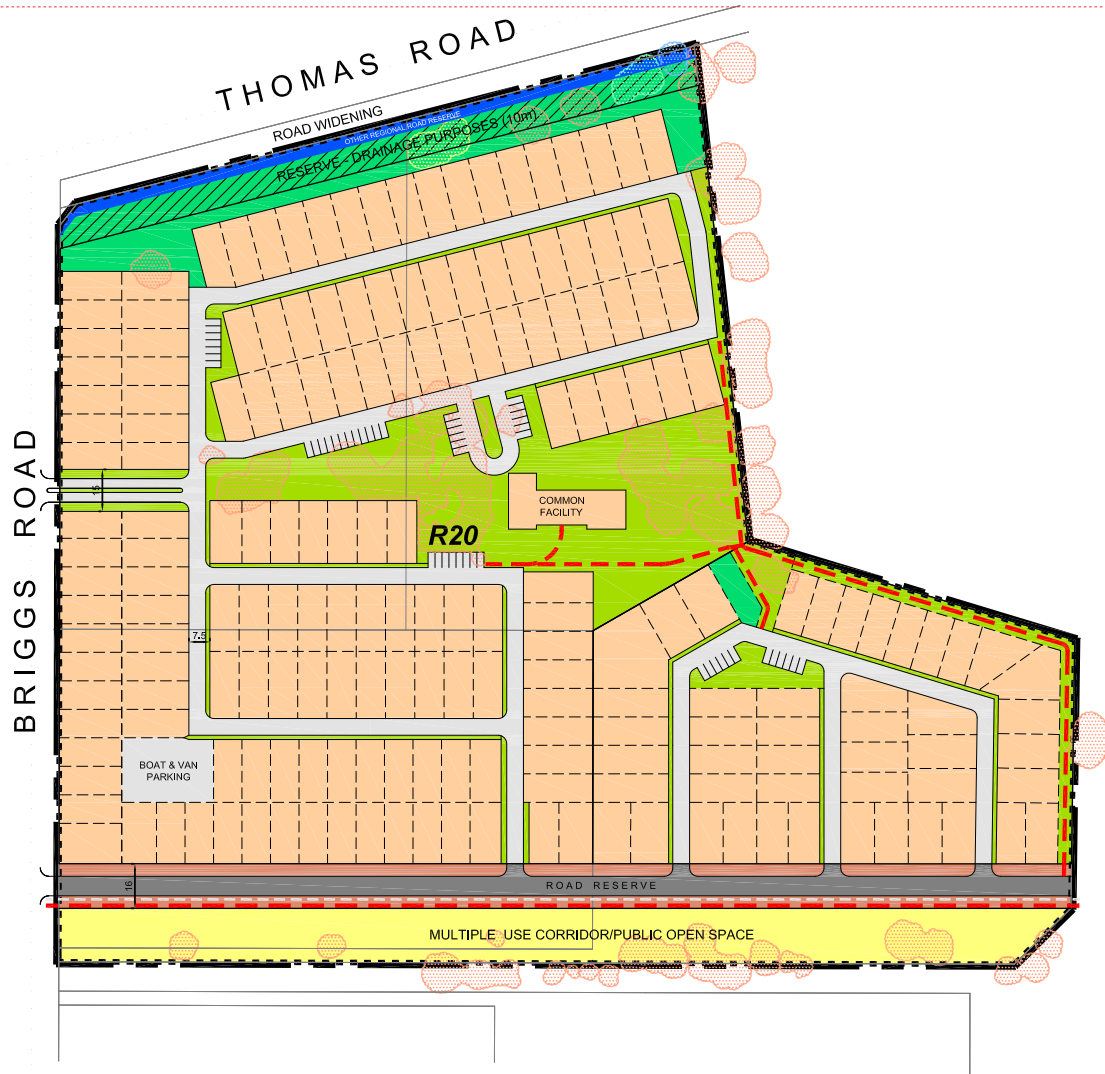 THOMAS ROAD
ROAD WIDENING
OTHER REGIONAL ROAD RESERVE
RESERVE - DRAINAGE PURPOSES (10m)
BRIGGS ROAD
15
COMMON
FACILITY
R20
7.5
BOAT & VAN
PARKING
16
ROAD RESERVE
MULTIPLE USE CORRIDOR/PUBLIC OPEN SPACE